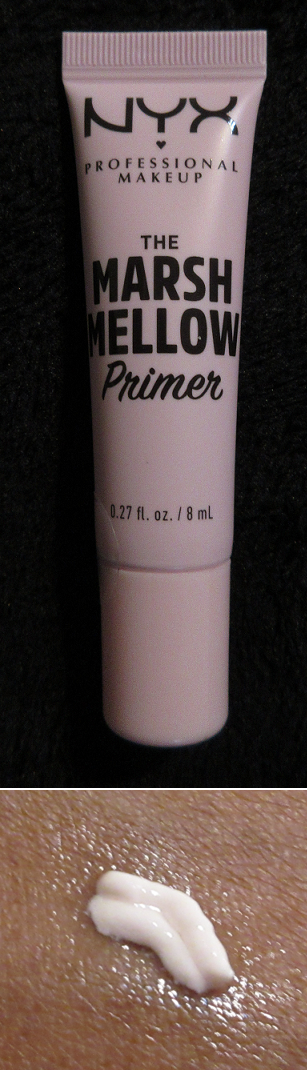 NYX
PROFESSIONAL
MAKEUP
THE
MARSH
MELLOW
Primer
0.27 fl. oz. / 8 mL